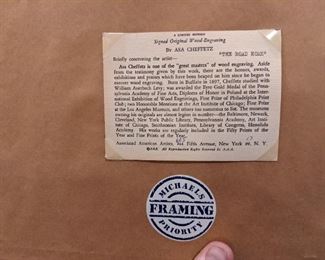 A LIMITED EDITION
Signed Original Wood-Engraving
By ASA CHEFFETZ
"THE ROAD HOME"
Briefly concerning the artist—
Asa Cheffetz is one of the "great masters" of wood engraving. Aside
from the testimony given by this work, there are the honors, awards,
exhibitions and praises which have been heaped on him since he began to
master wood engraving. Born in Buffalo in 1897, Cheffetz studied with
William Auerbach Levy; was awarded the Eyre Gold Medal of the Penn-
sylvania Academy of Fine Arts, Diploma of Honor in Poland at the Inter-
national Exhibition of Wood Engravings, First Prize of Philadelphia Print
Club; two Honorable Mentions at the Art Institute of Chicago; First Prize
at the Los Angeles Museum, and others too numerous to list. The museums
owning his originals are almost legion in number—the Baltimore, Newark,
Cleveland, New York Public Library, Pennsylvania Academy, Art Insti-
tute of Chicago, Smithsonian Institute, Library of Congress, Honolulu
Academy. His works are regularly included in the Fifty Prints of the
Year and Fine Prints of the Year.
Associated American Artists, 711 Fifth Avenue, New York 22, N. Y.
A.A.A. All Reproduction Rights Reserved by A.A.A.
MICHAELS
FRAMING
PRIORITY